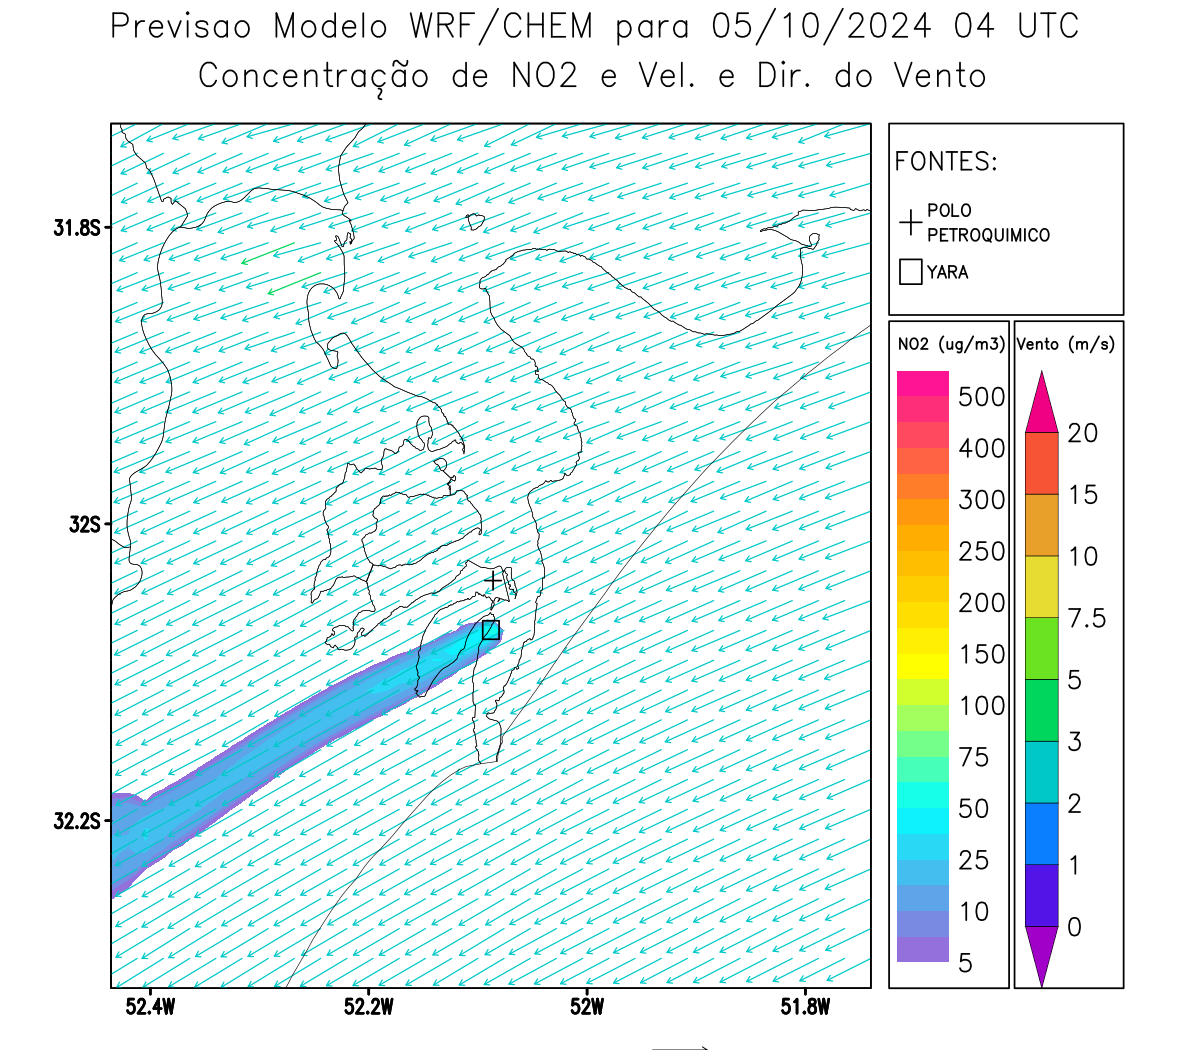 Previsao Modelo WRF/CHEM para 05/10/2024 04 UTC
Concentração de NO2 e Vel. e Dir. do Vento
FONTES:
POLO
PETROQUIMICO
YARA
NO2 (ug/m3)
500
400
300
250
200
150
100
75
50
25
10
5
Vento (m/s)
20
15
10
7.5
5
3
2
1
0
31.8S
32S
32.2S
52.4W
52.2W
52W
51.8W